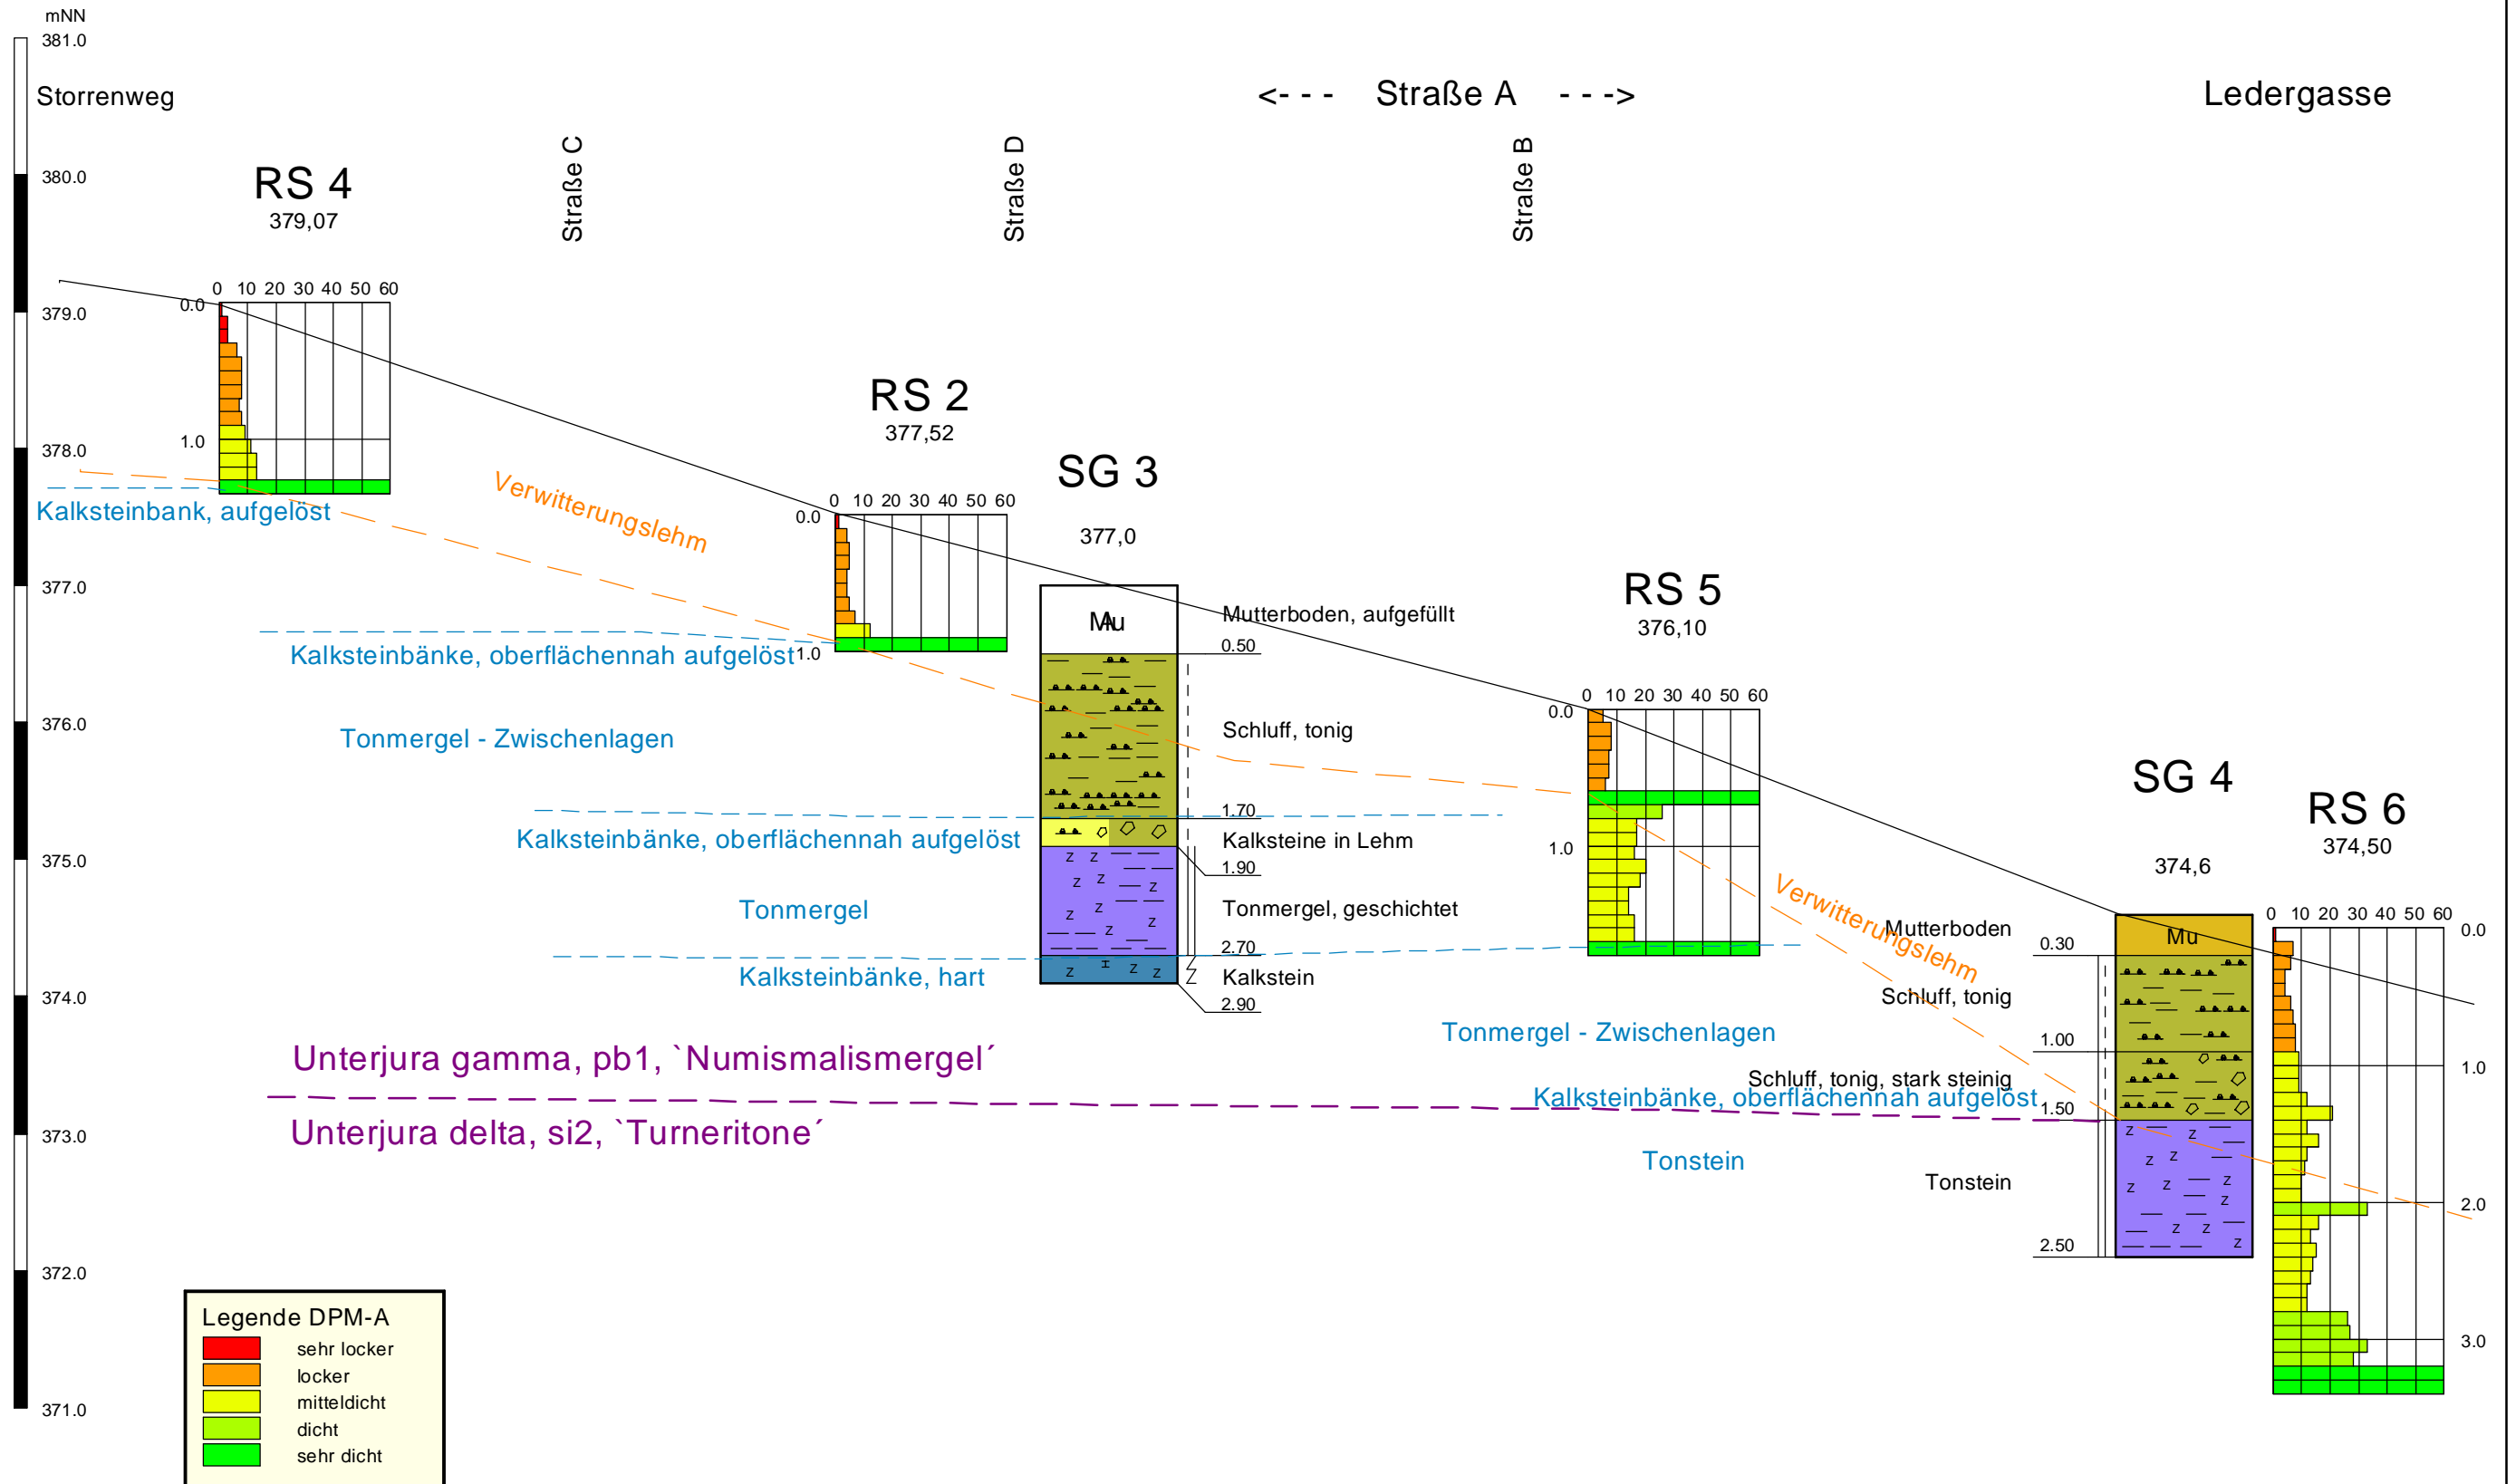 mNN
381.0
380.0
379.0
378.0
377.0
376.0
375.0
374.0
373.0
372.0
371.0
Storrenweg
<- - - Straße A - - ->
Ledergasse
Straße C
Straße D
Straße B
RS 4
379,07
0 10 20 30 40 50 60
0.0
1.0
RS 2
377,52
0 10 20 30 40 50 60
0.0
1.0
SG 3
377,0
Mutterboden, aufgefüllt
0.50
Schluff, tonig
1.70
Kalksteine in Lehm
1.90
Tonmergel, geschichtet
2.70
Kalkstein
2.90
RS 5
376,10
0 10 20 30 40 50 60
0.0
1.0
SG 4
374,6
Mu
Mutterboden
0.30
Schluff, tonig
1.00
Schluff, tonig, stark steinig
1.50
Tonstein
2.50
RS 6
374,50
0 10 20 30 40 50 60
0.0
1.0
2.0
3.0
Verwitterungslehm
Verwitterungslehm
Kalksteinbank, aufgelöst
Kalksteinbänke, oberflächennah aufgelöst
Tonmergel - Zwischenlagen
Kalksteinbänke, oberflächennah aufgelöst
Tonmergel
Kalksteinbänke, hart
Tonmergel - Zwischenlagen
Kalksteinbänke, oberflächennah aufgelöst
Tonstein
Unterjura gamma, pb1, `Numismalismergel´
Unterjura delta, si2, `Turneritone´
Legende DPM-A
sehr locker
locker
mitteldicht
dicht
sehr dicht